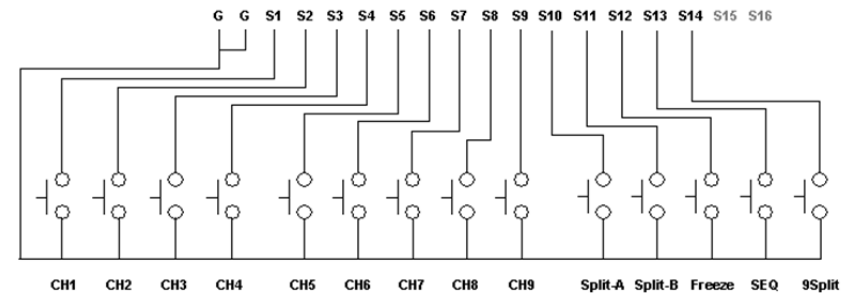 G G S1 S2 S3 S4 S5 S6 S7 S8 S9 S10 S11 S12 S13 S14 S15 S16
CH1 CH2 CH3 CH4 CH5 CH6 CH7 CH8 CH9 Split-A Split-B Freeze SEQ 9Split